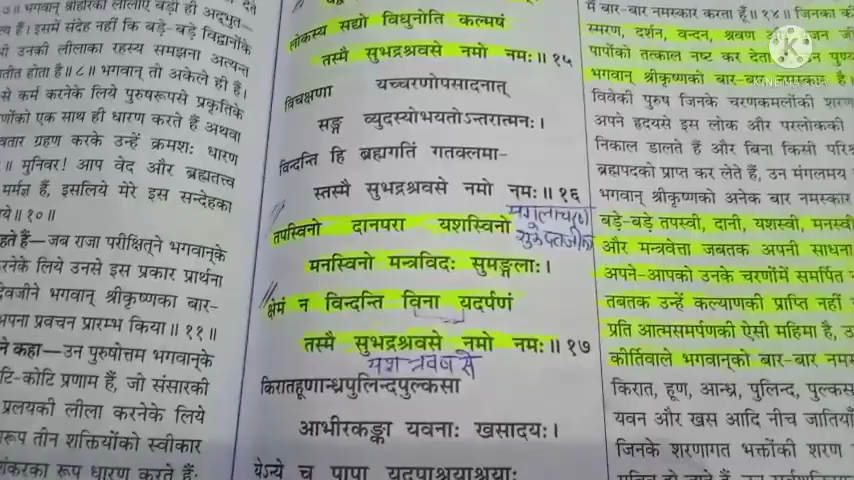 ७॥ भगवान् श्रीहरिकी लीलाएँ बड़ी ही अद्भुत-
हैं। इसमें संदेह नहीं कि बड़े-बड़े विद्वानोंके
भी उनकी लीलाका रहस्य समझना अत्यन्त
तीत होता है॥ ८॥ भगवान् तो अकेले ही हैं।
से कर्म करनेके लिये पुरुषरूपसे प्रकृतिके
णोंको एक साथ ही धारण करते हैं अथवा
वतार ग्रहण करके उन्हें क्रमशः धारण
॥ मुनिवर! आप वेद और ब्रह्मतत्त्व
मर्मज्ञ हैं, इसलिये मेरे इस सन्देहका
ये॥ १०॥
हते हैं—जब राजा परीक्षित्ने भगवान्के
रनेके लिये उनसे इस प्रकार प्रार्थना
देवजीने भगवान् श्रीकृष्णका बार-
अपना प्रवचन प्रारम्भ किया॥ ११॥
ने कहा—उन पुरुषोत्तम भगवान्के
टि-कोटि प्रणाम हैं, जो संसारकी
प्रलयकी लीला करनेके लिये
रूप तीन शक्तियोंको स्वीकार
शंकरका रूप धारण करते हैं;
लोकस्य सद्यो विधुनोति कल्मषं
तस्मै सुभद्रश्रवसे नमो नमः॥ १५
विचक्षणा यच्चरणोपसादनात्
सङ्गं व्युदस्योभयतोऽन्तरात्मनः।
विन्दन्ति हि ब्रह्मगतिं गतक्लमा-
स्तस्मै सुभद्रश्रवसे नमो नमः॥ १६
तपस्विनो दानपरा यशस्विनो
मनस्विनो मन्त्रविदः सुमङ्गलाः।
क्षेमं न विन्दन्ति विना यदर्पणं
तस्मै सुभद्रश्रवसे नमो नमः॥ १७
यश श्रवण से
किरातहूणान्ध्रपुलिन्दपुल्कसा
आभीरकङ्का यवनाः खसादयः।
येऽन्ये च पापा यदुपाश्रयाश्रयाः
में बार-बार नमस्कार करता हूँ॥ १४॥ जिनका की
स्मरण, दर्शन, वन्दन, श्रवण
पापोंको तत्काल नष्ट कर देता उन पुण्य
भगवान् श्रीकृष्णको बार-बार नमस्कार है।
विवेकी पुरुष जिनके चरणकमलोंकी शरण
अपने हृदयसे इस लोक और परलोककी
निकाल डालते हैं और बिना किसी परिश्र
ब्रह्मपदको प्राप्त कर लेते हैं, उन मंगलमय
भगवान् श्रीकृष्णको अनेक बार नमस्कार
बड़े-बड़े तपस्वी, दानी, यशस्वी, मनस्वी
और मन्त्रवेत्ता जबतक अपनी साधना
अपने-आपको उनके चरणोंमें समर्पित न
तबतक उन्हें कल्याणकी प्राप्ति नहीं
प्रति आत्मसमर्पणकी ऐसी महिमा है, उ
कीर्तिवाले भगवान्को बार-बार नमस्
किरात, हूण, आन्ध्र, पुलिन्द, पुल्कस
यवन और खस आदि नीच जातियाँ
जिनके शरणागत भक्तोंकी शरण
KINEMASTER